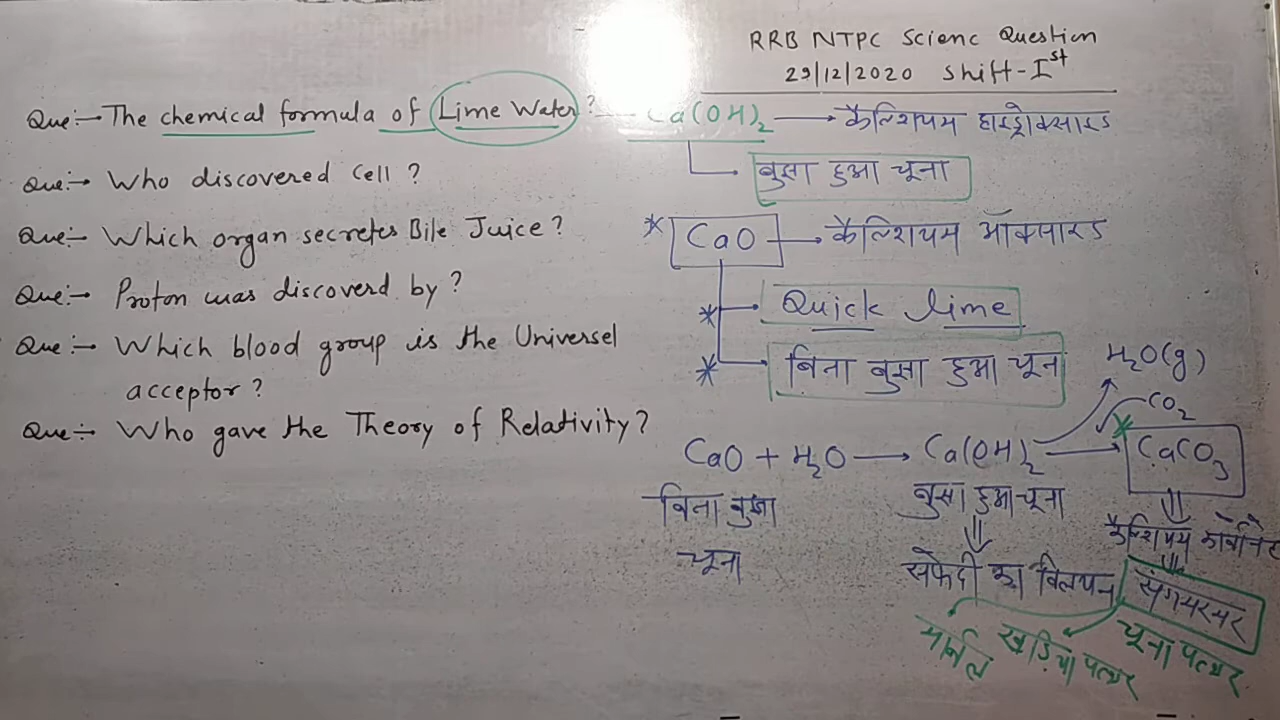 RRB NTPC Scienc Question
29/12/2020 Shift-Ist
Que:- The chemical formula of Lime Water? Ca(OH)2 → कैल्शियम हाइड्रोक्साइड
बुझा हुआ चूना
Que:→ Who discovered Cell?
Que:- Which organ secretes Bile Juice?
* CaO → कैल्शियम ऑक्साइड
Que:→ Proton was discoverd by?
* Quick lime
Que:→ Which blood group is the Universel
acceptor?
* बिना बुझा हुआ चून
Que:- Who gave the Theory of Relativity?
H2O(g)
CO2
CaO + H2O → Ca(OH)2 → * CaCO3
बिना बुझा
चूना
बुझा हुआ चूना
सफेदी का विलयन
कैल्शियम कार्बोनेट
संगमरमर
मार्बल खड़िया पत्थर चूना पत्थर